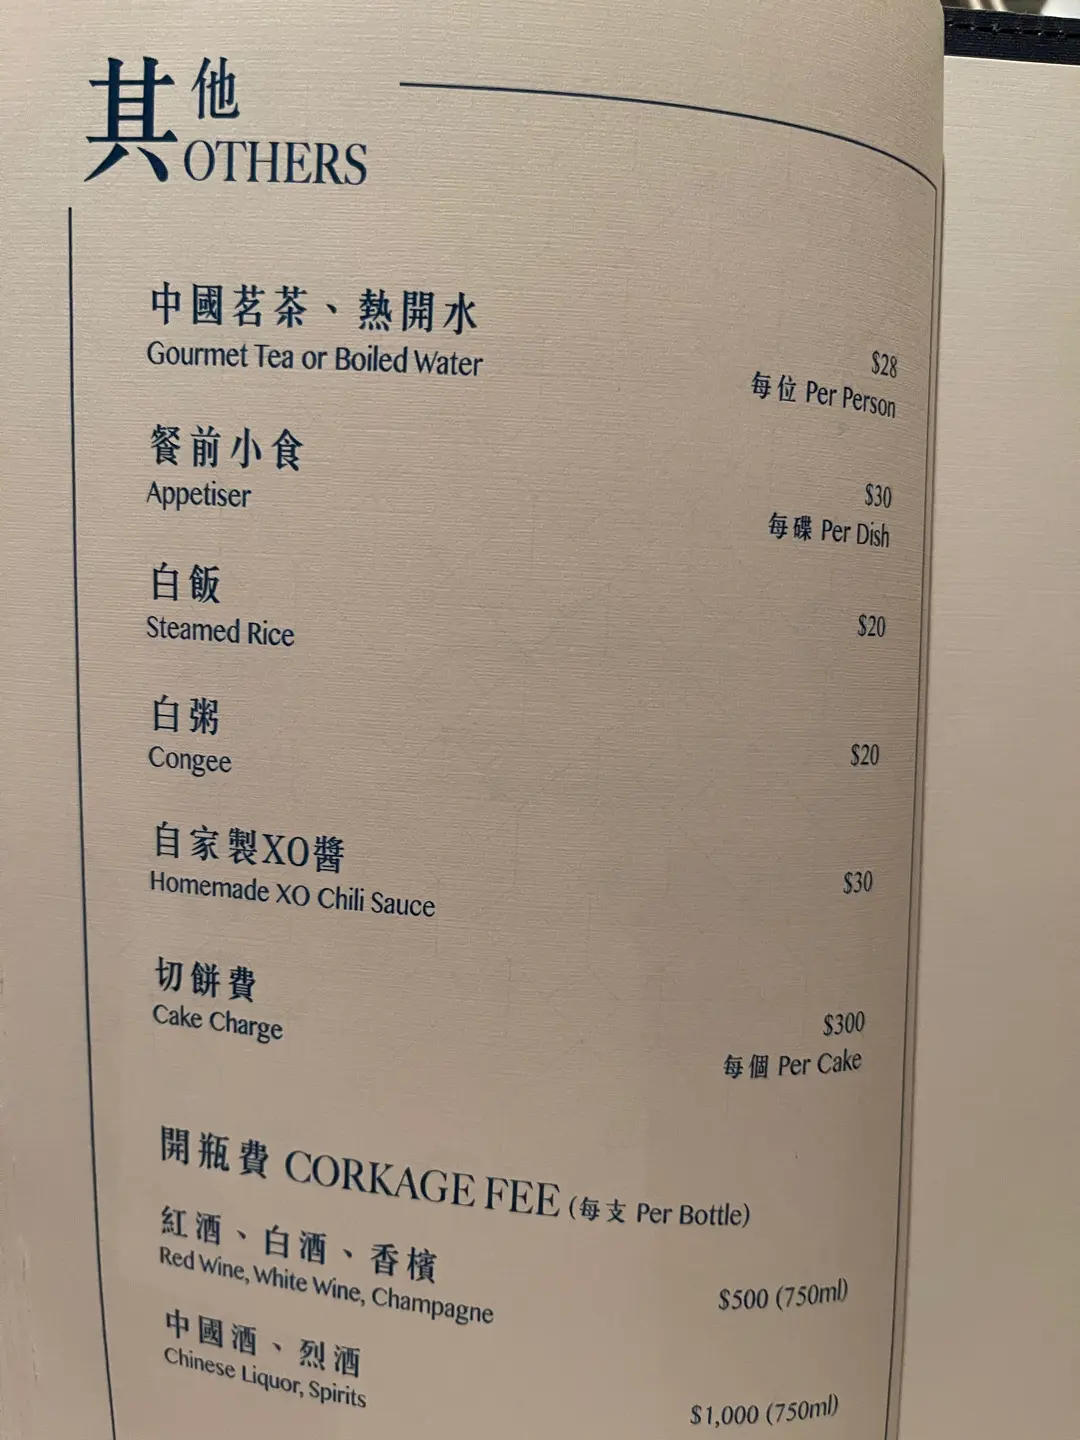 其他
OTHERS
中國茗茶、熱開水
Gourmet Tea or Boiled Water
$28
每位 Per Person
餐前小食
Appetiser
$30
每碟 Per Dish
白飯
Steamed Rice
$20
白粥
Congee
$20
自家製XO醬
Homemade XO Chili Sauce
$30
切餅費
Cake Charge
$300
每個 Per Cake
開瓶費 CORKAGE FEE (每支 Per Bottle)
紅酒、白酒、香檳
Red Wine, White Wine, Champagne
$500 (750ml)
中國酒、烈酒
Chinese Liquor, Spirits
$1,000 (750ml)